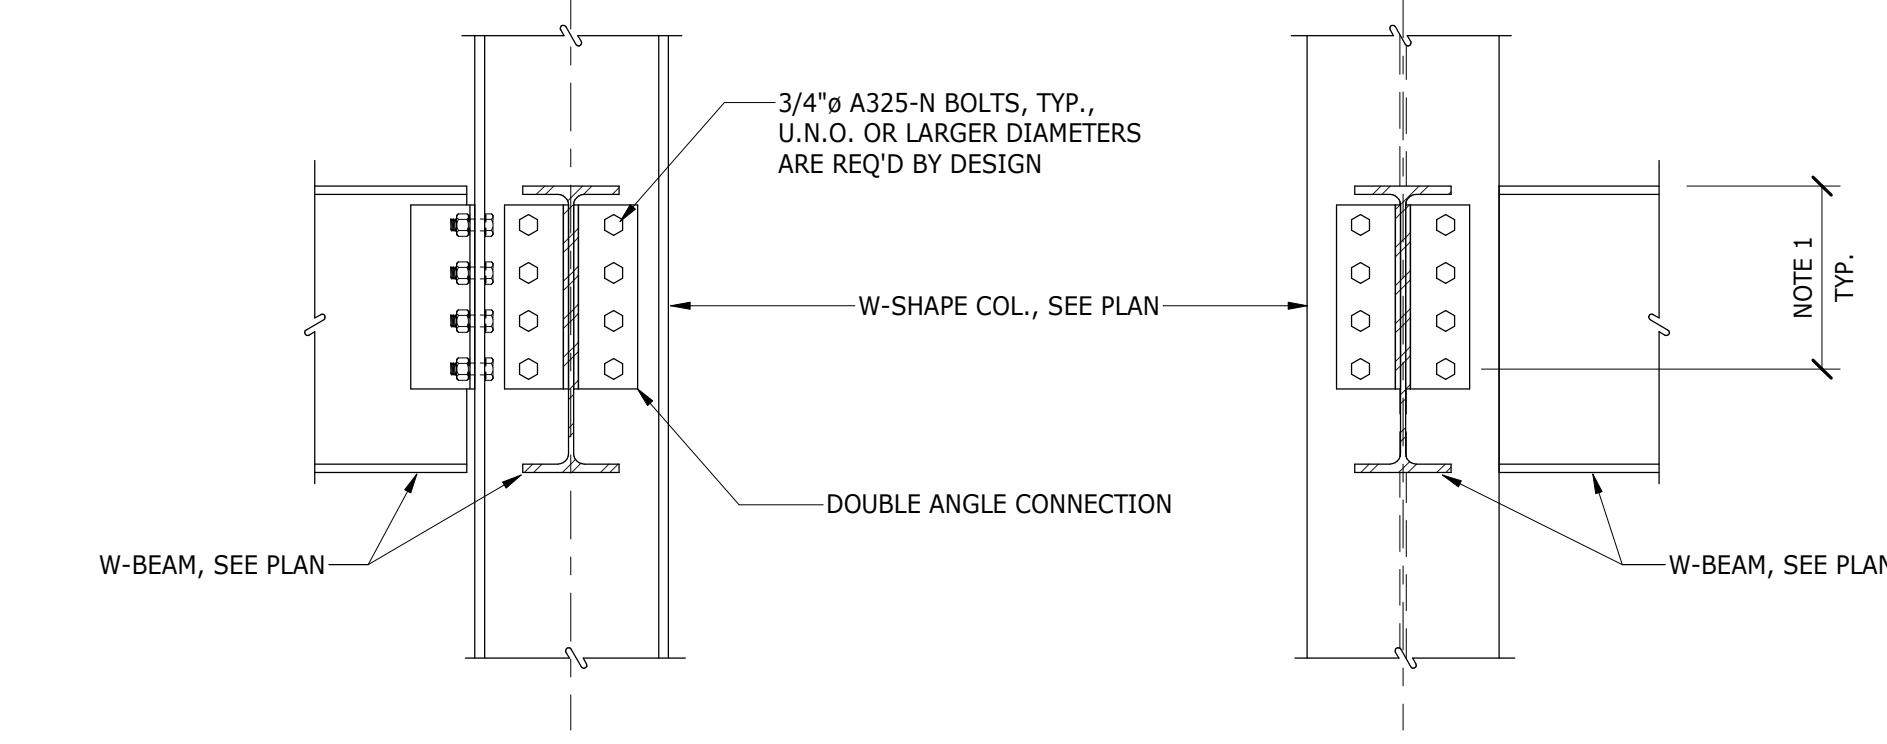 3/4"ø A325-N BOLTS, TYP.,
U.N.O. OR LARGER DIAMETERS
ARE REQ'D BY DESIGN
W-SHAPE COL., SEE PLAN
NOTE 1
TYP.
DOUBLE ANGLE CONNECTION
W-BEAM, SEE PLAN
W-BEAM, SEE PLAN